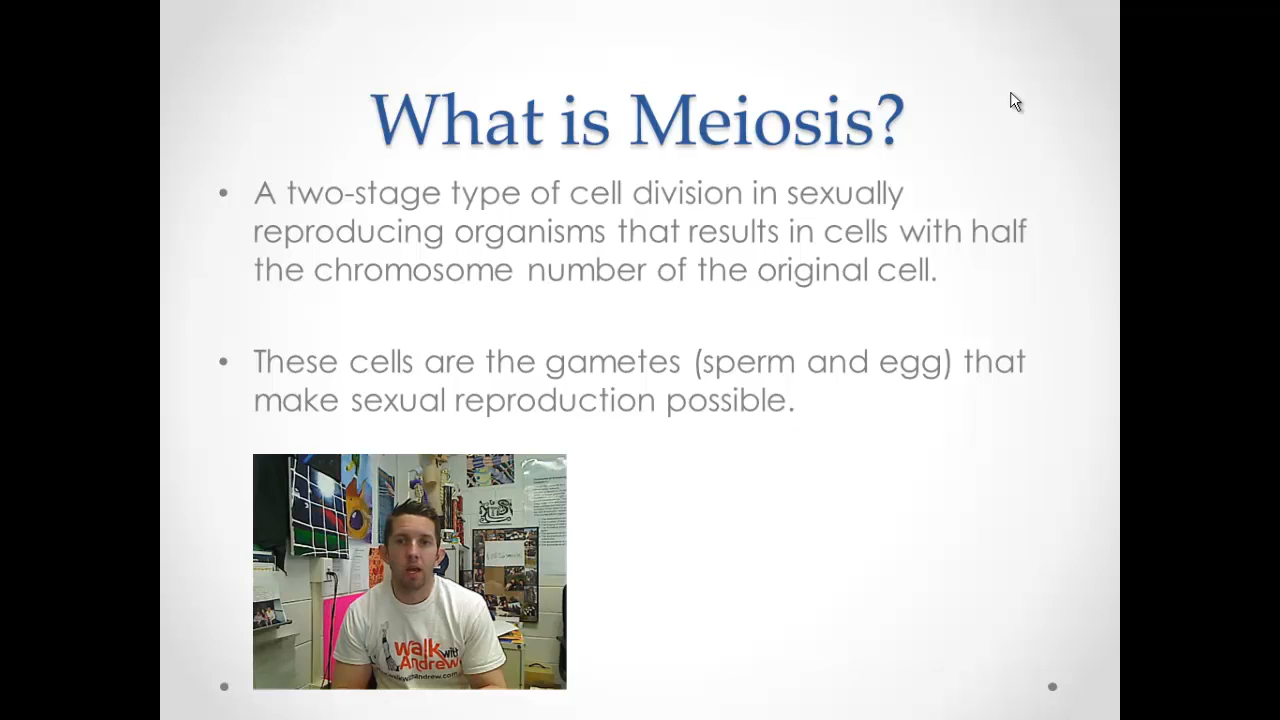 What is Meiosis?
• A two-stage type of cell division in sexually
reproducing organisms that results in cells with half
the chromosome number of the original cell.
• These cells are the gametes (sperm and egg) that
make sexual reproduction possible.
walk with
Andrew